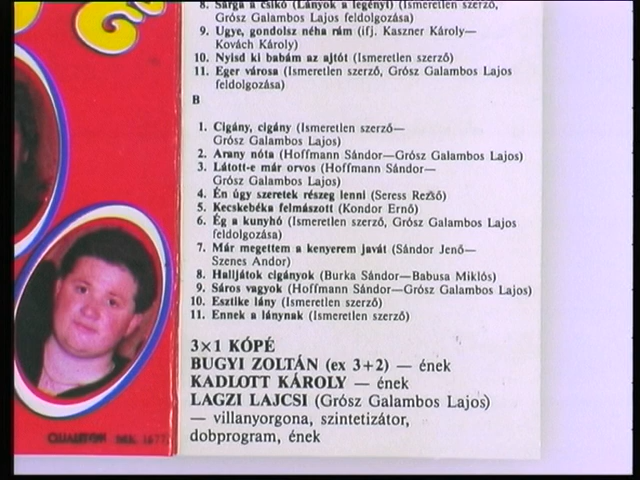 8. Sárga a csikó (Lányok a legényt) (Ismeretlen szerző,
Grósz Galambos Lajos feldolgozása)
9. Ugye, gondolsz néha rám (ifj. Kaszner Károly—
Kovách Károly)
10. Nyisd ki babám az ajtót (Ismeretlen szerző)
11. Eger városa (Ismeretlen szerző, Grósz Galambos Lajos
feldolgozása)
B
1. Cigány, cigány (Ismeretlen szerző—
Grósz Galambos Lajos)
2. Arany nóta (Hoffmann Sándor—Grósz Galambos Lajos)
3. Látott-e már orvos (Hoffmann Sándor—
Grósz Galambos Lajos)
4. Én úgy szeretek részeg lenni (Seress Rezső)
5. Kecskebéka felmászott (Kondor Ernő)
6. Ég a kunyhó (Ismeretlen szerző, Grósz Galambos Lajos
feldolgozása)
7. Már megettem a kenyerem javát (Sándor Jenő—
Szenes Andor)
8. Halljátok cigányok (Burka Sándor—Babusa Miklós)
9. Sáros vagyok (Hoffmann Sándor—Grósz Galambos Lajos)
10. Esztike lány (Ismeretlen szerző)
11. Ennek a lánynak (Ismeretlen szerző)
3×1 KÓPÉ
BUGYI ZOLTÁN (ex 3+2) — ének
KADLOTT KÁROLY — ének
LAGZI LAJCSI (Grósz Galambos Lajos)
— villanyorgona, szintetizátor,
dobprogram, ének
QUALITON